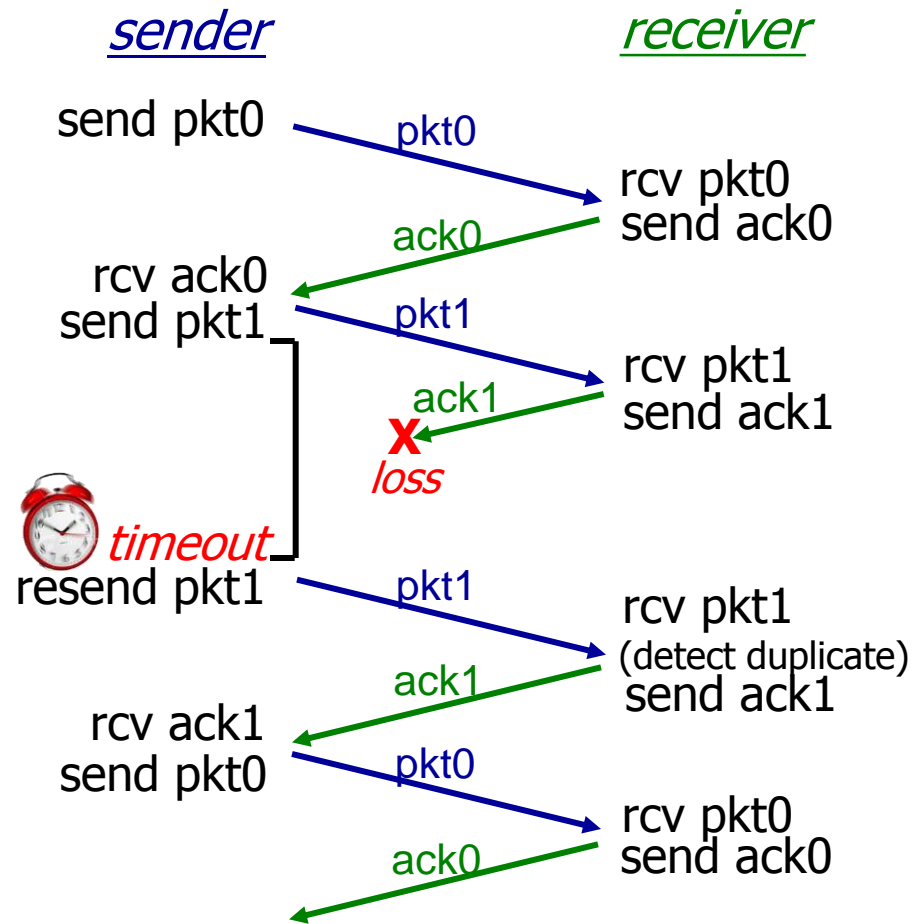 sender
receiver
send pkt0
pkt0
rcv pkt0
send ack0
ack0
rcv ack0
send pkt1
pkt1
rcv pkt1
send ack1
ack1
X
loss
timeout
resend pkt1
pkt1
rcv pkt1
(detect duplicate)
send ack1
ack1
rcv ack1
send pkt0
pkt0
rcv pkt0
send ack0
ack0